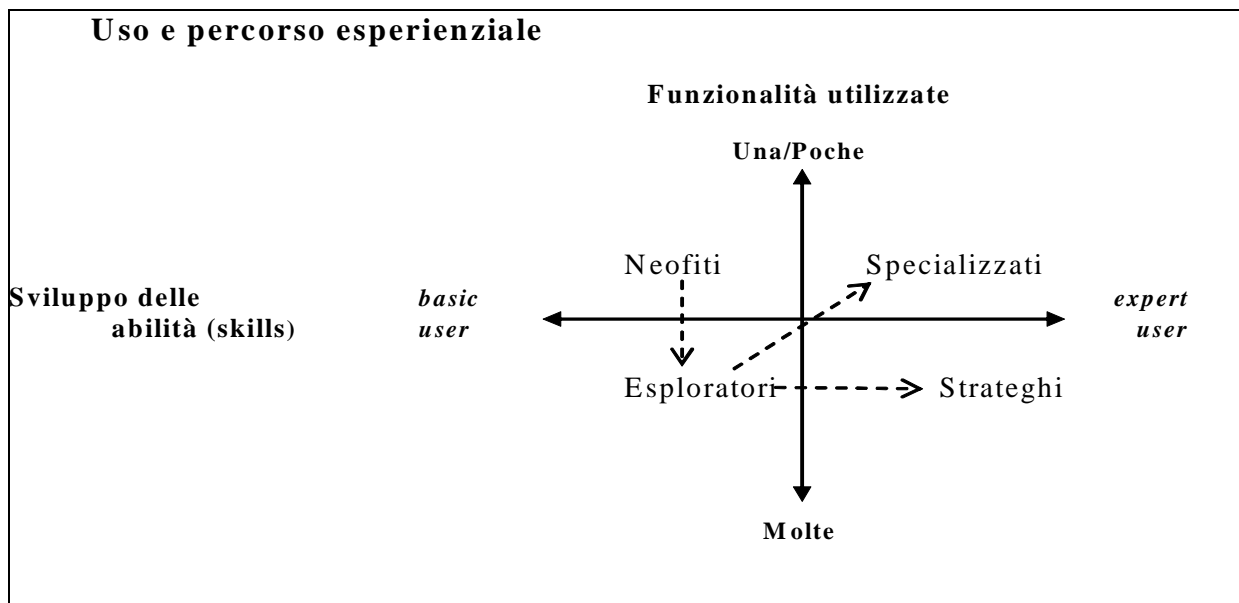 Uso e percorso esperienziale
Funzionalità utilizzate
Una/Poche
Neofiti
Specializzati
Sviluppo delle
abilità (skills)
basic
user
expert
user
Esploratori
Strateghi
Molte